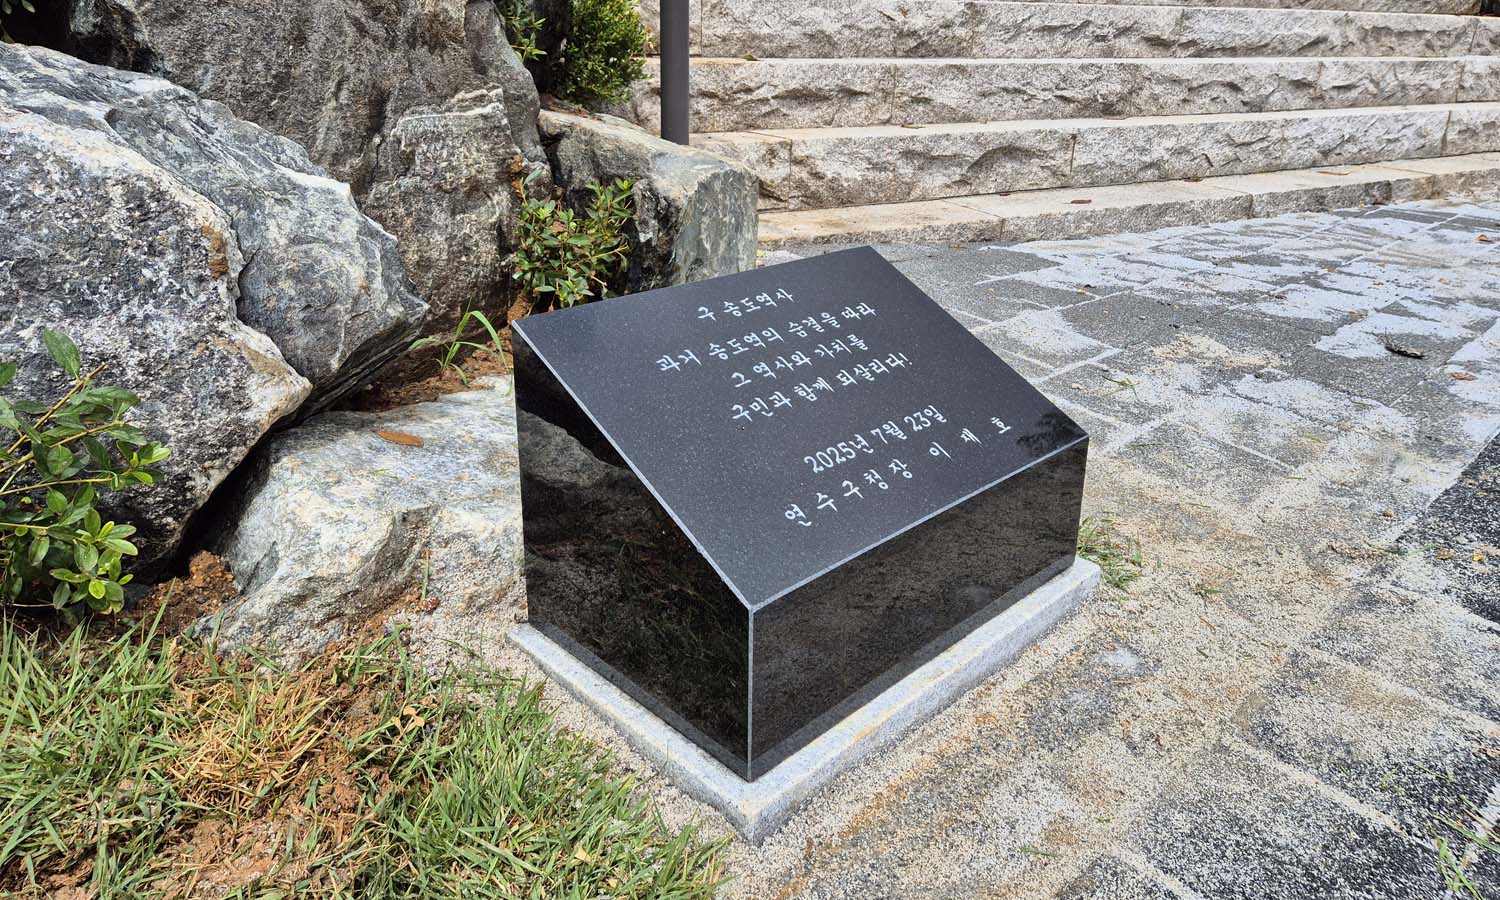 구 송도역사
과거 송도역의 숨결을 따라
그 역사와 가치를
구민과 함께 되살리다!
2025년 7월 23일
연수구청장 이재호